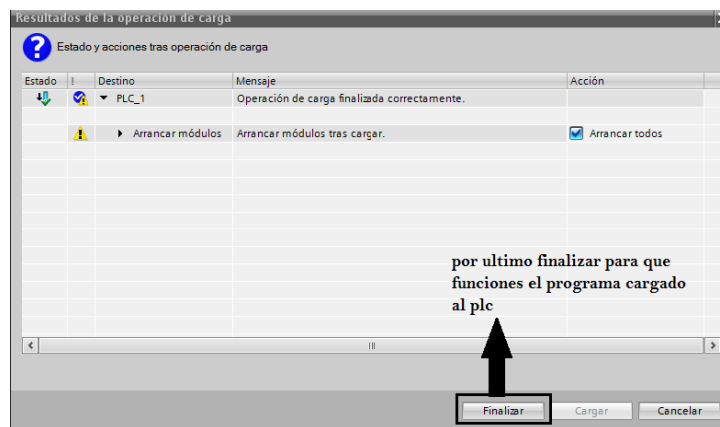 Resultados de la operación de carga
Estado y acciones tras operación de carga
Estado ! Destino Mensaje Acción
PLC_1 Operación de carga finalizada correctamente.
Arrancar módulos Arrancar módulos tras cargar. Arrancar todos
por ultimo finalizar para que
funciones el programa cargado
al plc
Finalizar Cargar Cancelar